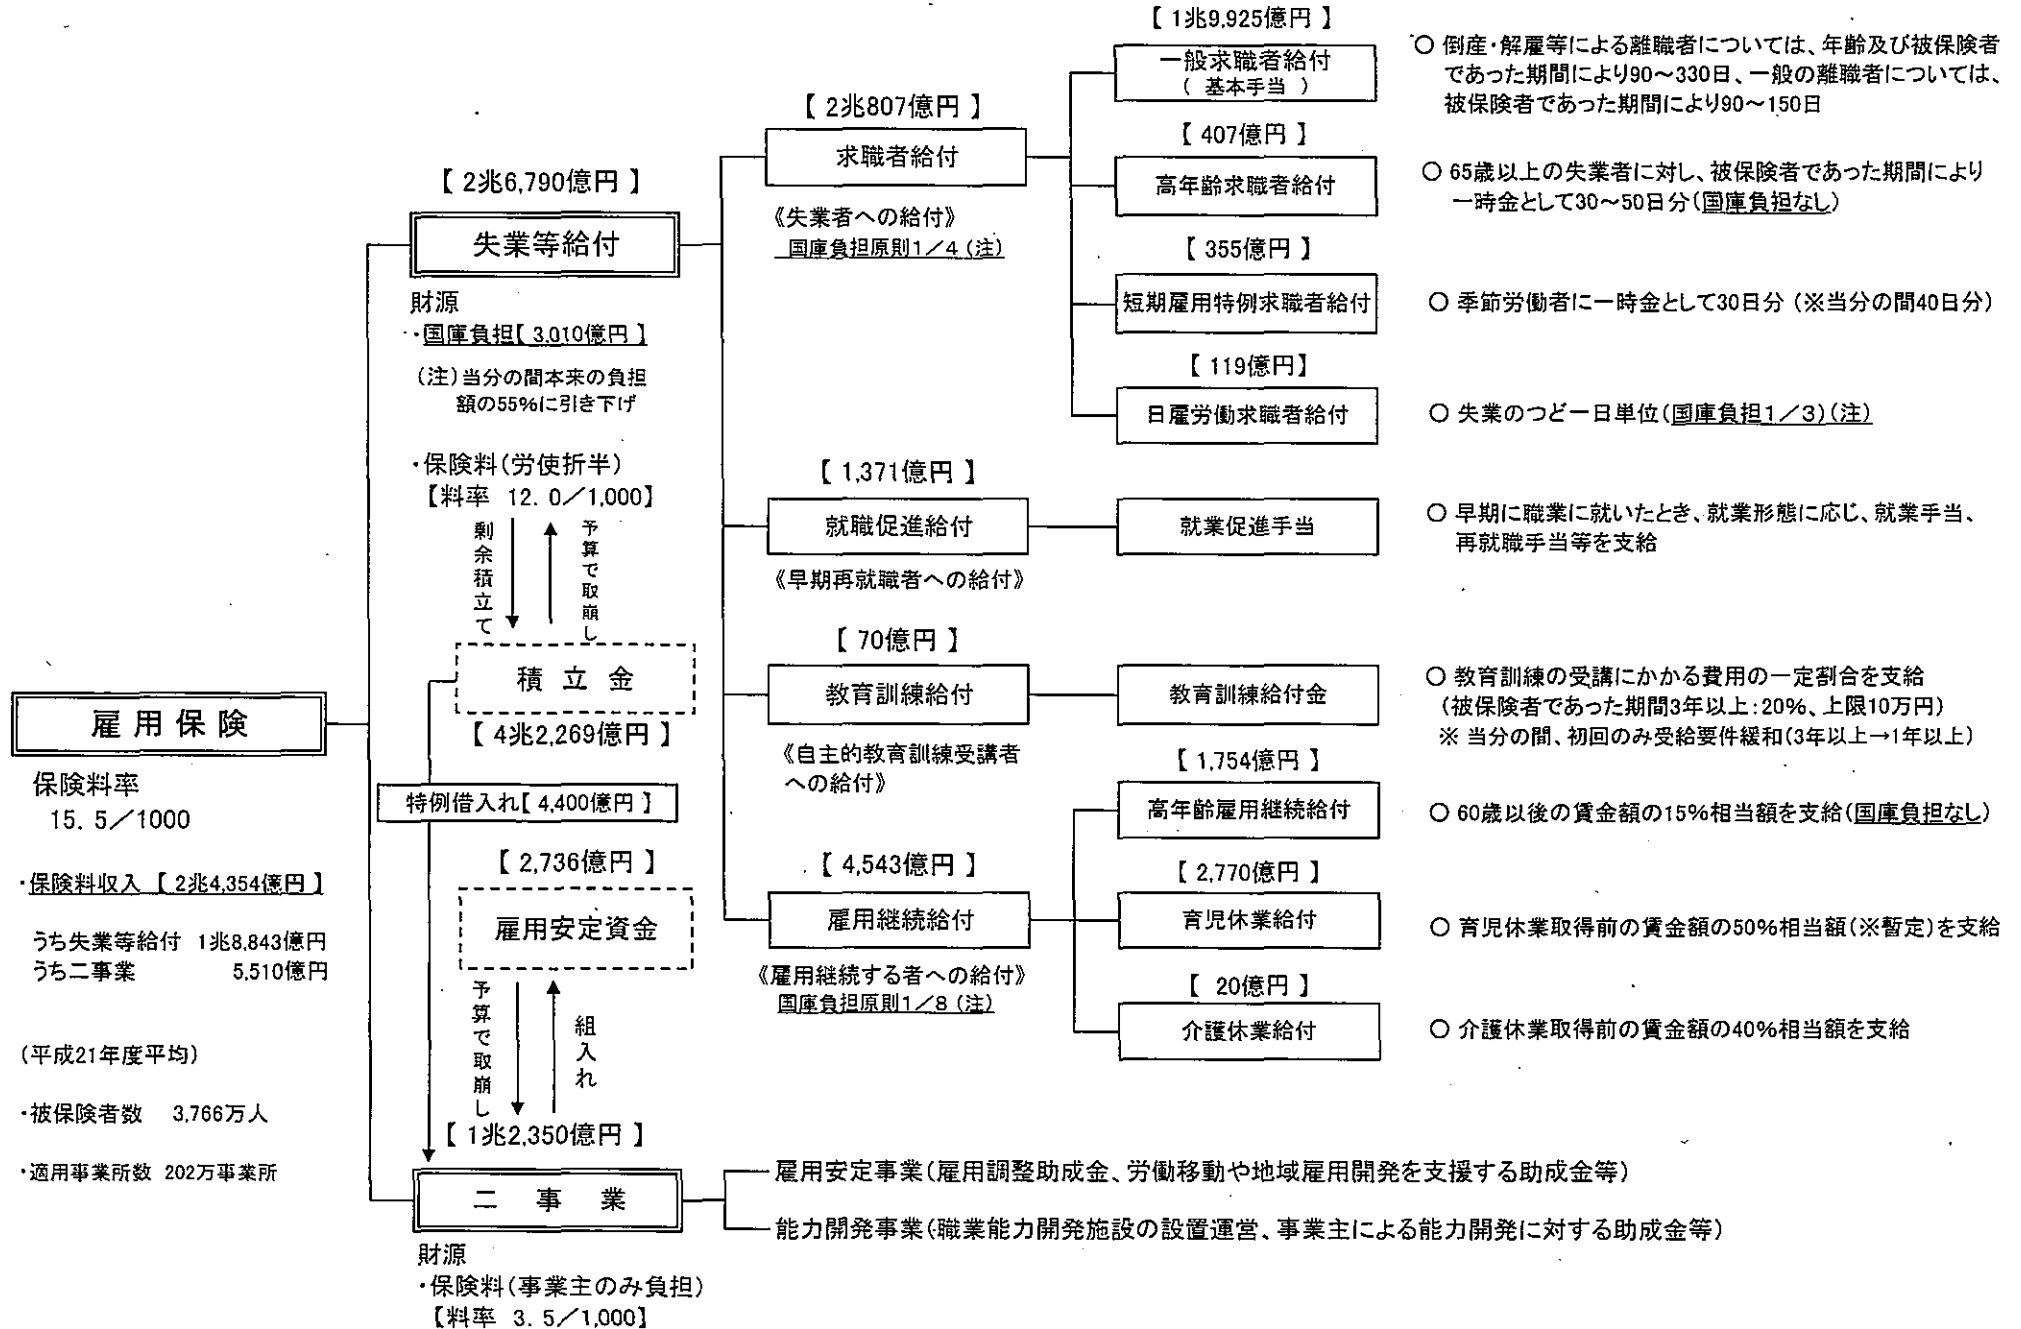 雇用保険
保険料率
15.5／1000
・保険料収入【 2兆4,354億円 】
うち失業等給付 1兆8,843億円
うち二事業 5,510億円
（平成21年度平均）
・被保険者数 3,766万人
・適用事業所数 202万事業所
【 2兆6,790億円 】
失業等給付
財源
・国庫負担【 3,010億円 】
（注）当分の間本来の負担
額の55%に引き下げ
・保険料（労使折半）
【料率 12.0／1,000】
剰余積立て
予算で取崩し
積 立 金
【 4兆2,269億円 】
特例借入れ【 4,400億円 】
【 2,736億円 】
雇用安定資金
予算で取崩し
組入れ
【 1兆2,350億円 】
二 事 業
財源
・保険料（事業主のみ負担）
【料率 3.5／1,000】
【 2兆807億円 】
求職者給付
《失業者への給付》
国庫負担原則1／4（注）
【 1兆9,925億円 】
一般求職者給付
（ 基本手当 ）
○ 倒産・解雇等による離職者については、年齢及び被保険者
であった期間により90～330日、一般の離職者については、
被保険者であった期間により90～150日
【 407億円 】
高年齢求職者給付
○ 65歳以上の失業者に対し、被保険者であった期間により
一時金として30～50日分（国庫負担なし）
【 355億円 】
短期雇用特例求職者給付
○ 季節労働者に一時金として30日分（※当分の間40日分）
【 119億円】
日雇労働求職者給付
○ 失業のつど一日単位（国庫負担1／3）（注）
【 1,371億円 】
就職促進給付
《早期再就職者への給付》
就業促進手当
○ 早期に職業に就いたとき、就業形態に応じ、就業手当、
再就職手当等を支給
【 70億円 】
教育訓練給付
《自主的教育訓練受講者
への給付》
教育訓練給付金
○ 教育訓練の受講にかかる費用の一定割合を支給
（被保険者であった期間3年以上：20%、上限10万円）
※ 当分の間、初回のみ受給要件緩和（3年以上→1年以上）
【 4,543億円 】
雇用継続給付
《雇用継続する者への給付》
国庫負担原則1／8（注）
【 1,754億円 】
高年齢雇用継続給付
○ 60歳以後の賃金額の15%相当額を支給（国庫負担なし）
【 2,770億円 】
育児休業給付
○ 育児休業取得前の賃金額の50%相当額（※暫定）を支給
【 20億円 】
介護休業給付
○ 介護休業取得前の賃金額の40%相当額を支給
雇用安定事業（雇用調整助成金、労働移動や地域雇用開発を支援する助成金等）
能力開発事業（職業能力開発施設の設置運営、事業主による能力開発に対する助成金等）